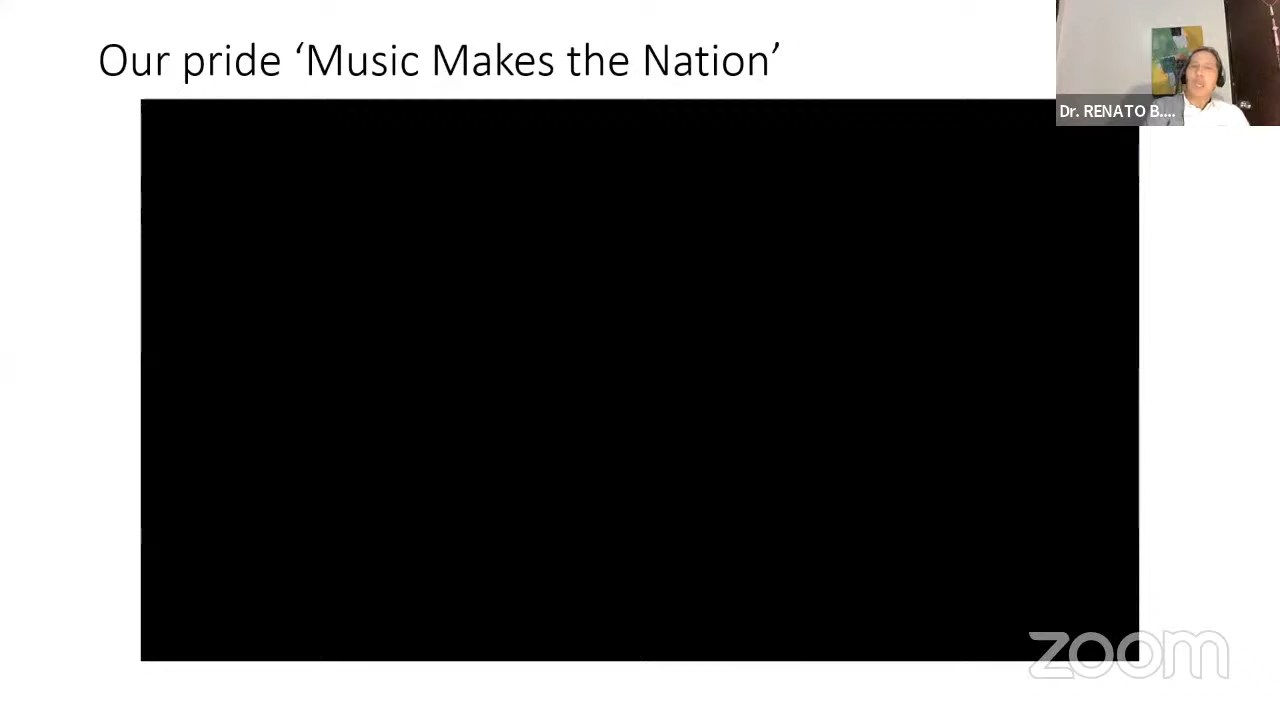 Our pride ‘Music Makes the Nation’
Dr. RENATO B....
zoom